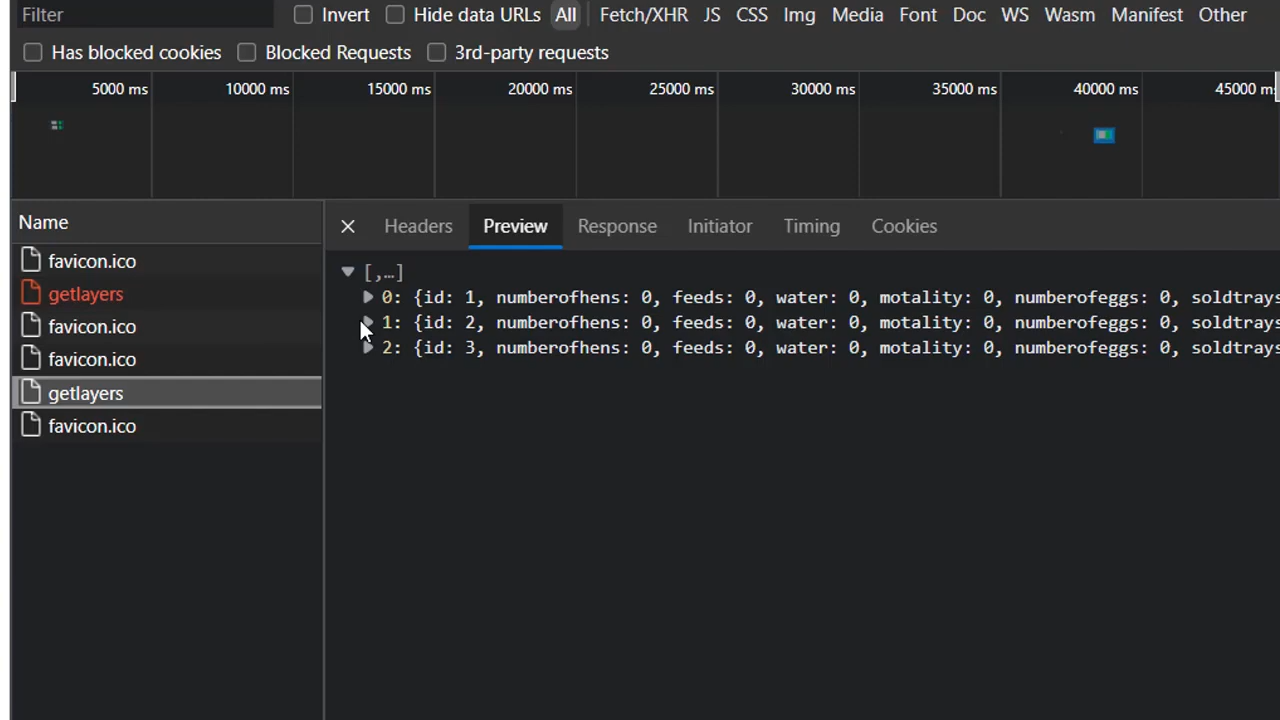 Filter Invert Hide data URLs All Fetch/XHR JS CSS Img Media Font Doc WS Wasm Manifest Other
Has blocked cookies Blocked Requests 3rd-party requests
5000 ms 10000 ms 15000 ms 20000 ms 25000 ms 30000 ms 35000 ms 40000 ms 45000 ms
Name
favicon.ico
getlayers
favicon.ico
favicon.ico
getlayers
favicon.ico
Headers Preview Response Initiator Timing Cookies
[,…]
0: {id: 1, numberofhens: 0, feeds: 0, water: 0, motality: 0, numberofeggs: 0, soldtrays
1: {id: 2, numberofhens: 0, feeds: 0, water: 0, motality: 0, numberofeggs: 0, soldtrays
2: {id: 3, numberofhens: 0, feeds: 0, water: 0, motality: 0, numberofeggs: 0, soldtrays